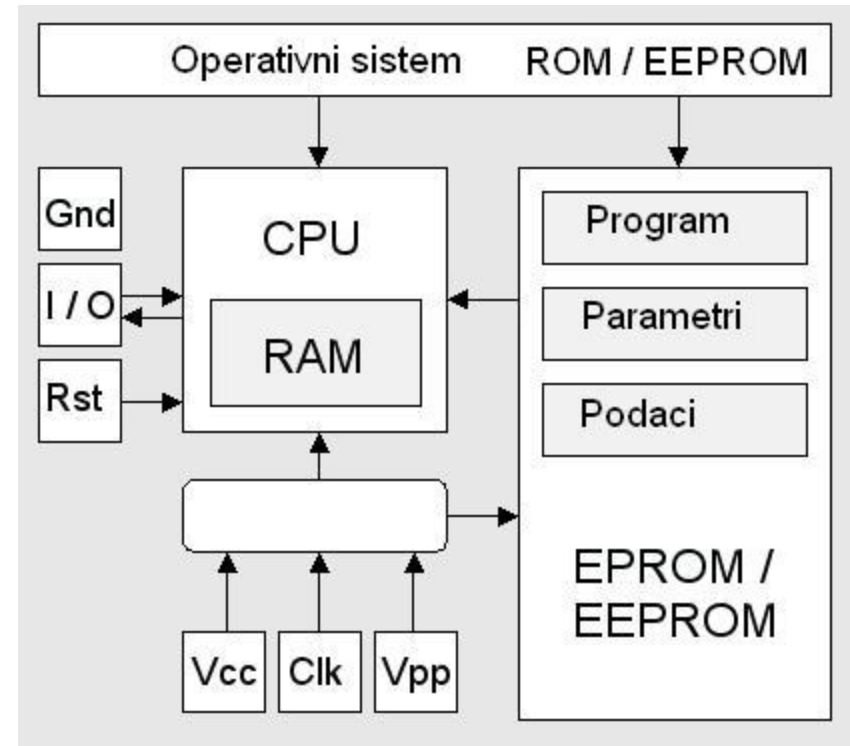 Operativni sistem ROM / EEPROM
Gnd
I / O
Rst
CPU
RAM
Program
Parametri
Podaci
EPROM /
EEPROM
Vcc
Clk
Vpp